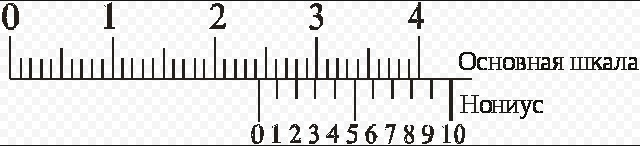 0 1 2 3 4
Основная шкала
Нониус
0 1 2 3 4 5 6 7 8 9 10